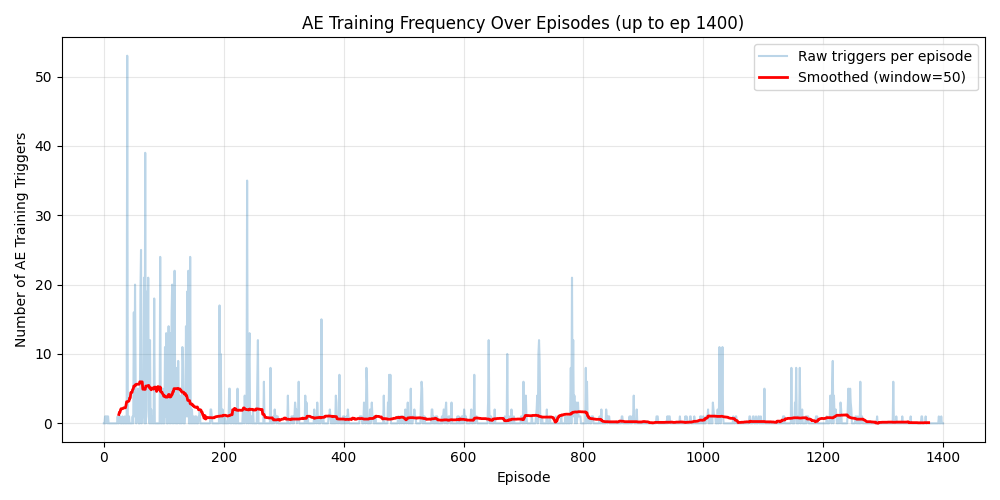 AE Training Frequency Over Episodes (up to ep 1400)
Raw triggers per episode
Smoothed (window=50)
Number of AE Training Triggers
50
40
30
20
10
0
0 200 400 600 800 1000 1200 1400
Episode